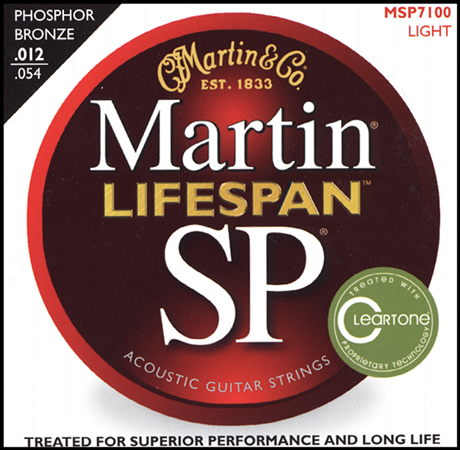 PHOSPHOR
BRONZE
.012
.054
MSP7100
LIGHT
C.F. Martin & Co.
EST. 1833
Martin®
LIFESPAN™
SP®
ACOUSTIC GUITAR STRINGS
TREATED WITH
CLEARTONE
PROPRIETARY TECHNOLOGY
TREATED FOR SUPERIOR PERFORMANCE AND LONG LIFE